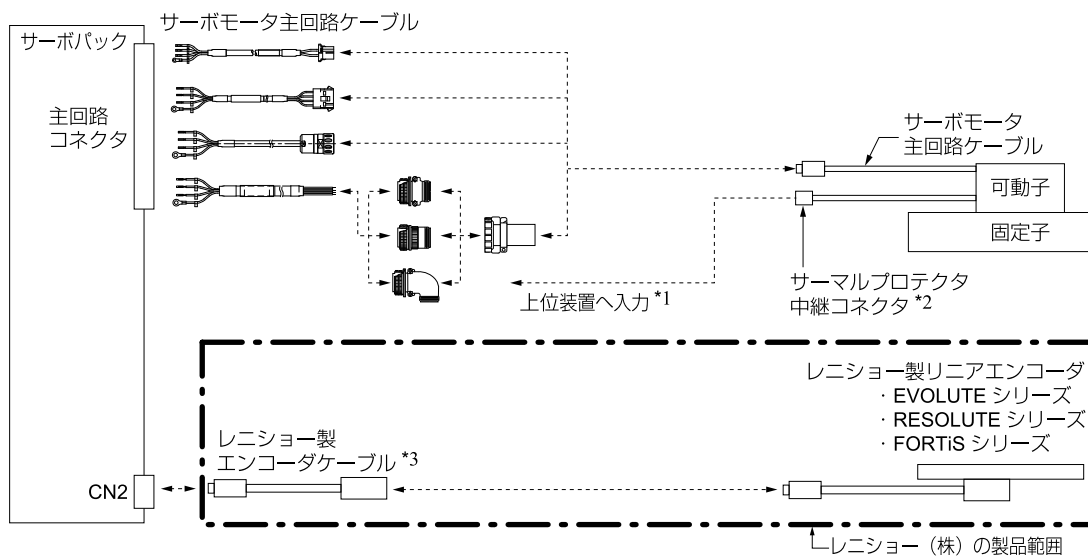 サーボモータ主回路ケーブル
サーボパック
主回路
コネクタ
サーボモータ
主回路ケーブル
可動子
固定子
サーマルプロテクタ
中継コネクタ *2
上位装置へ入力 *1
レニショー製リニアエンコーダ
・EVOLUTE シリーズ
・RESOLUTE シリーズ
・FORTiS シリーズ
レニショー製
エンコーダケーブル *3
CN2
レニショー（株）の製品範囲